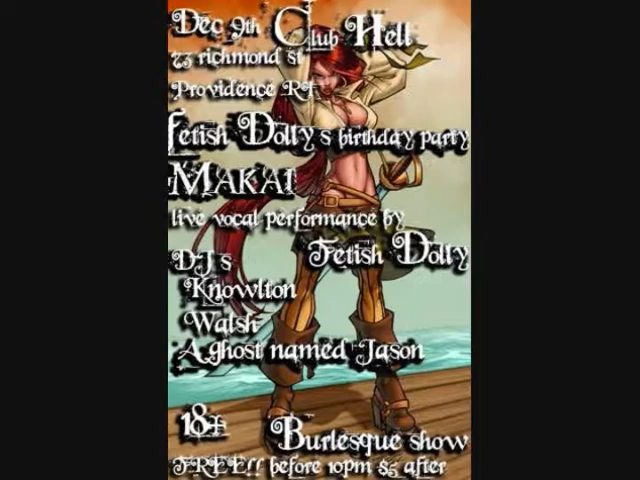 Dec 9th Club Hell
73 richmond st
Providence RI
Fetish Dolly s birthday party
MAKAI
live vocal performance by
Fetish Dolly
DJ s
Knowlton
Walsh
A ghost named Jason
18+
Burlesque show
FREE!! before 10pm $5 after